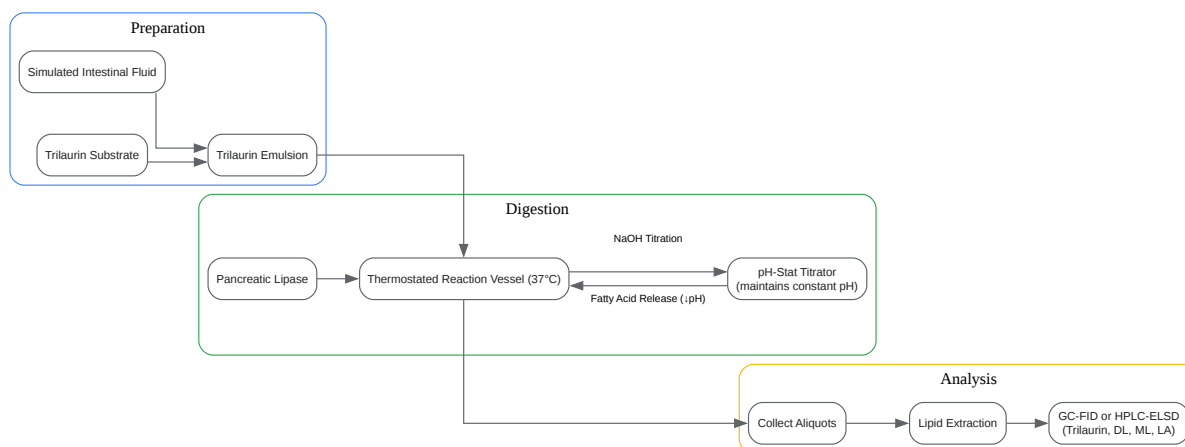 Preparation
Simulated Intestinal Fluid
Trilaurin Substrate
Trilaurin Emulsion
Digestion
NaOH Titration
Pancreatic Lipase
Thermostated Reaction Vessel (37°C)
pH-Stat Titrator
(maintains constant pH)
Fatty Acid Release (↓pH)
Analysis
Collect Aliquots
Lipid Extraction
GC-FID or HPLC-ELSD
(Trilaurin, DL, ML, LA)